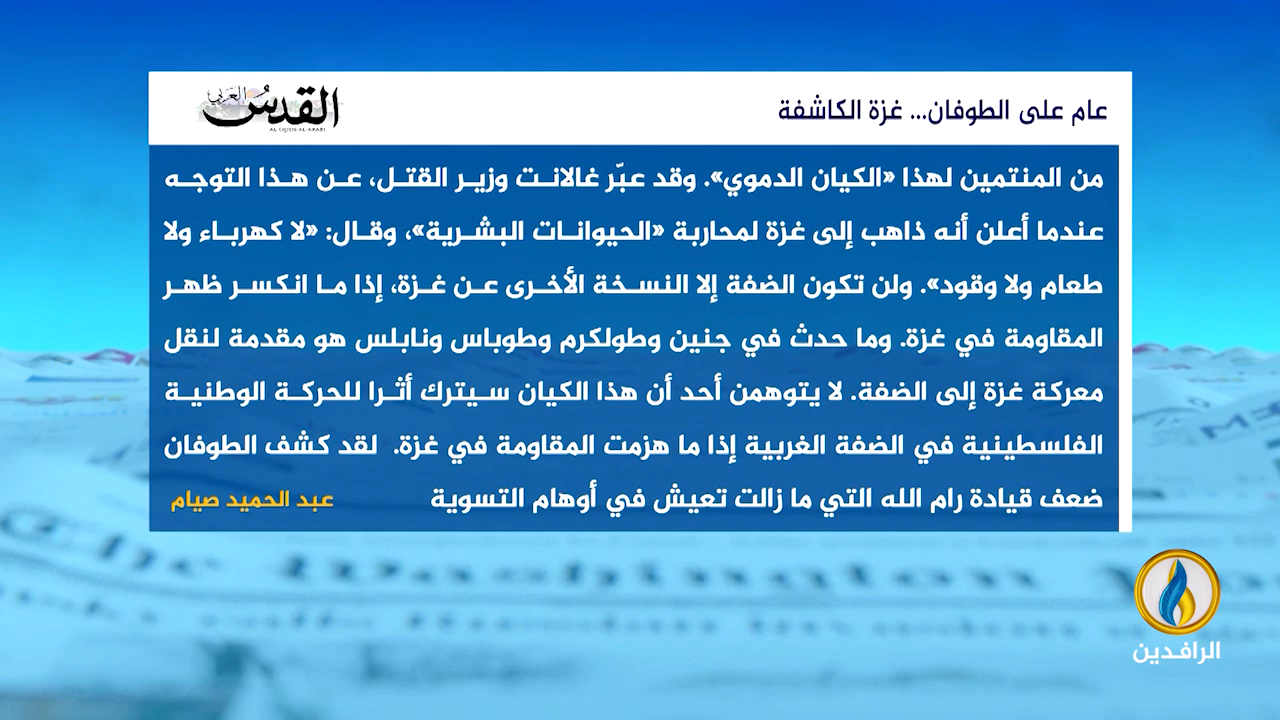 عام على الطوفان... غزة الكاشفة
القدس العربي
AL-QUDS AL-ARABI
من المنتمين لهذا «الكيان الدموي». وقد عبّر غالانت وزير القتل، عن هذا التوجه
عندما أعلن أنه ذاهب إلى غزة لمحاربة «الحيوانات البشرية»، وقال: «لا كهرباء ولا
طعام ولا وقود». ولن تكون الضفة إلا النسخة الأخرى عن غزة، إذا ما انكسر ظهر
المقاومة في غزة. وما حدث في جنين وطولكرم وطوباس ونابلس هو مقدمة لنقل
معركة غزة إلى الضفة. لا يتوهمن أحد أن هذا الكيان سيترك أثرا للحركة الوطنية
الفلسطينية في الضفة الغربية إذا ما هزمت المقاومة في غزة. لقد كشف الطوفان
ضعف قيادة رام الله التي ما زالت تعيش في أوهام التسوية
عبد الحميد صيام
the Washington
الرافدين